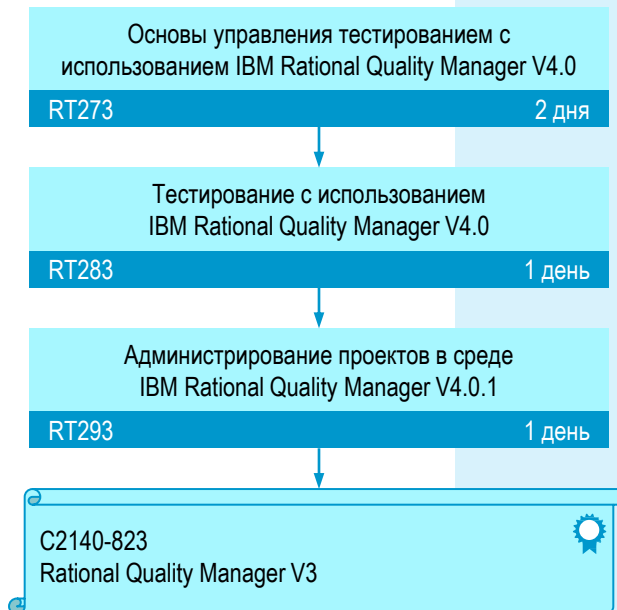 Основы управления тестированием с
использованием IBM Rational Quality Manager V4.0
RT273 2 дня
Тестирование с использованием
IBM Rational Quality Manager V4.0
RT283 1 день
Администрирование проектов в среде
IBM Rational Quality Manager V4.0.1
RT293 1 день
C2140-823
Rational Quality Manager V3